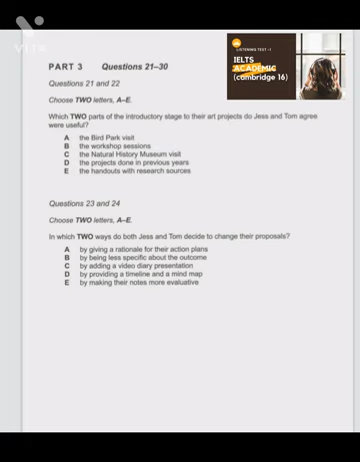 VITA
LISTENING TEST -1
IELTS
ACADEMIC
(cambridge 16)
PART 3 Questions 21–30
Questions 21 and 22
Choose TWO letters, A–E.
Which TWO parts of the introductory stage to their art projects do Jess and Tom agree
were useful?
A the Bird Park visit
B the workshop sessions
C the Natural History Museum visit
D the projects done in previous years
E the handouts with research sources
Questions 23 and 24
Choose TWO letters, A–E.
In which TWO ways do both Jess and Tom decide to change their proposals?
A by giving a rationale for their action plans
B by being less specific about the outcome
C by adding a video diary presentation
D by providing a timeline and a mind map
E by making their notes more evaluative